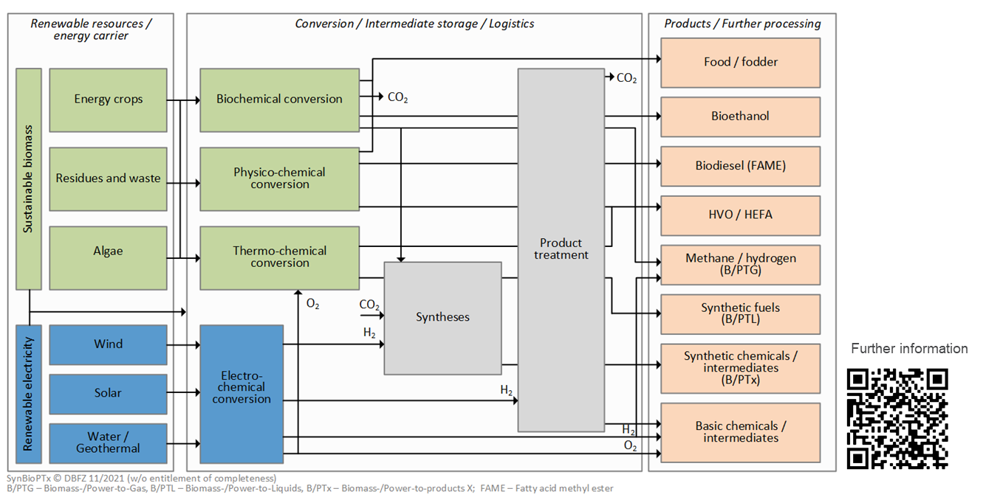 Renewable resources /
energy carrier
Conversion / Intermediate storage / Logistics
Products / Further processing
Sustainable biomass
Energy crops
Residues and waste
Algae
Renewable electricity
Wind
Solar
Water /
Geothermal
Biochemical conversion
Physico-chemical
conversion
Thermo-chemical
conversion
Electro-
chemical
conversion
CO₂
O₂
CO₂
H₂
Syntheses
H₂
Product
treatment
CO₂
H₂
O₂
Food / fodder
Bioethanol
Biodiesel (FAME)
HVO / HEFA
Methane / hydrogen
(B/PTG)
Synthetic fuels
(B/PTL)
Synthetic chemicals /
intermediates
(B/PTx)
Basic chemicals /
intermediates
Further information
SynBioPTx © DBFZ 11/2021 (w/o entitlement of completeness)
B/PTG – Biomass-/Power-to-Gas, B/PTL – Biomass-/Power-to-Liquids, B/PTx – Biomass-/Power-to-products X; FAME – Fatty acid methyl ester